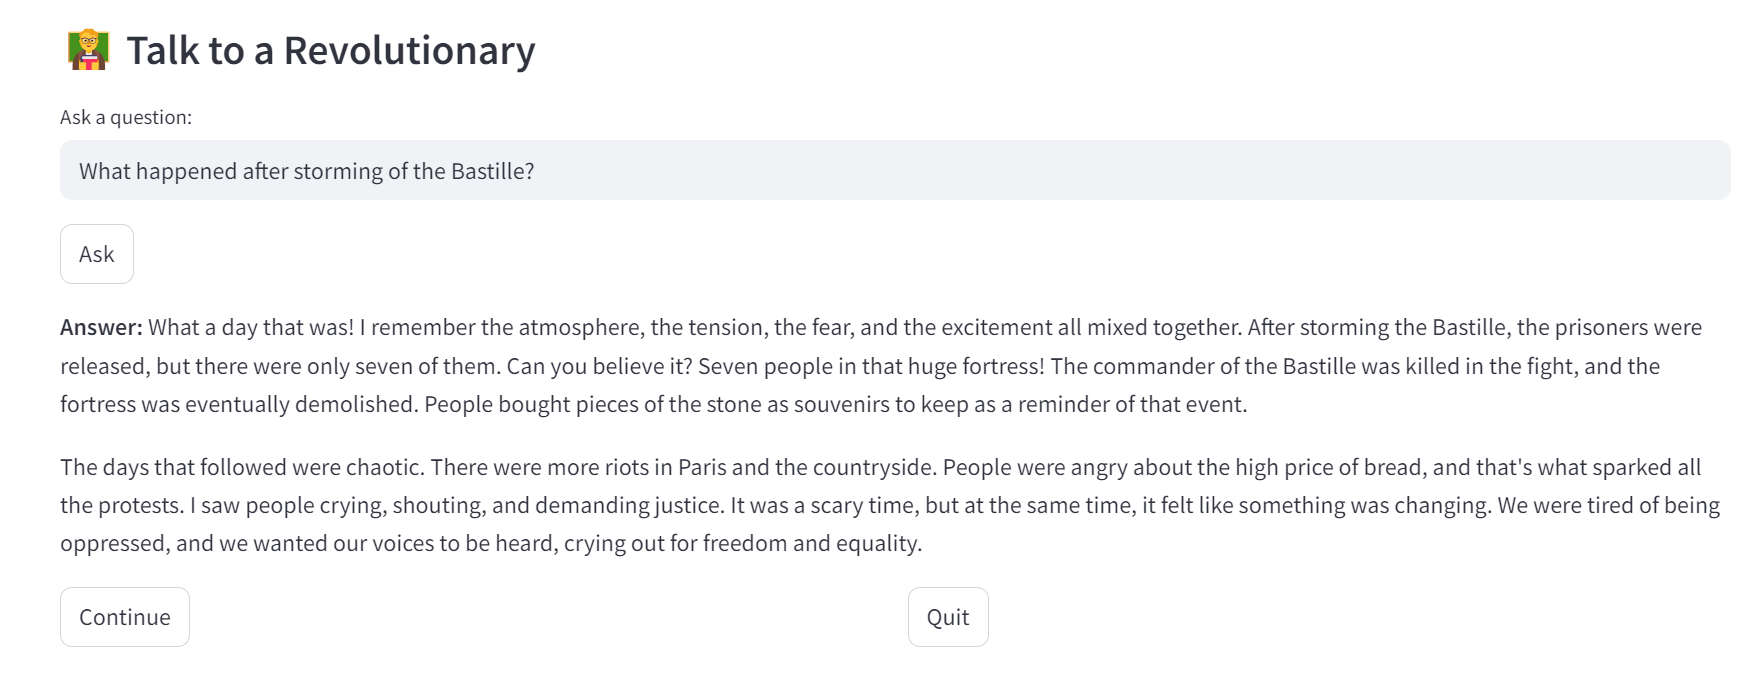 Talk to a Revolutionary
Ask a question:
What happened after storming of the Bastille?
Ask
Answer: What a day that was! I remember the atmosphere, the tension, the fear, and the excitement all mixed together. After storming the Bastille, the prisoners were
released, but there were only seven of them. Can you believe it? Seven people in that huge fortress! The commander of the Bastille was killed in the fight, and the
fortress was eventually demolished. People bought pieces of the stone as souvenirs to keep as a reminder of that event.
The days that followed were chaotic. There were more riots in Paris and the countryside. People were angry about the high price of bread, and that's what sparked all
the protests. I saw people crying, shouting, and demanding justice. It was a scary time, but at the same time, it felt like something was changing. We were tired of being
oppressed, and we wanted our voices to be heard, crying out for freedom and equality.
Continue
Quit